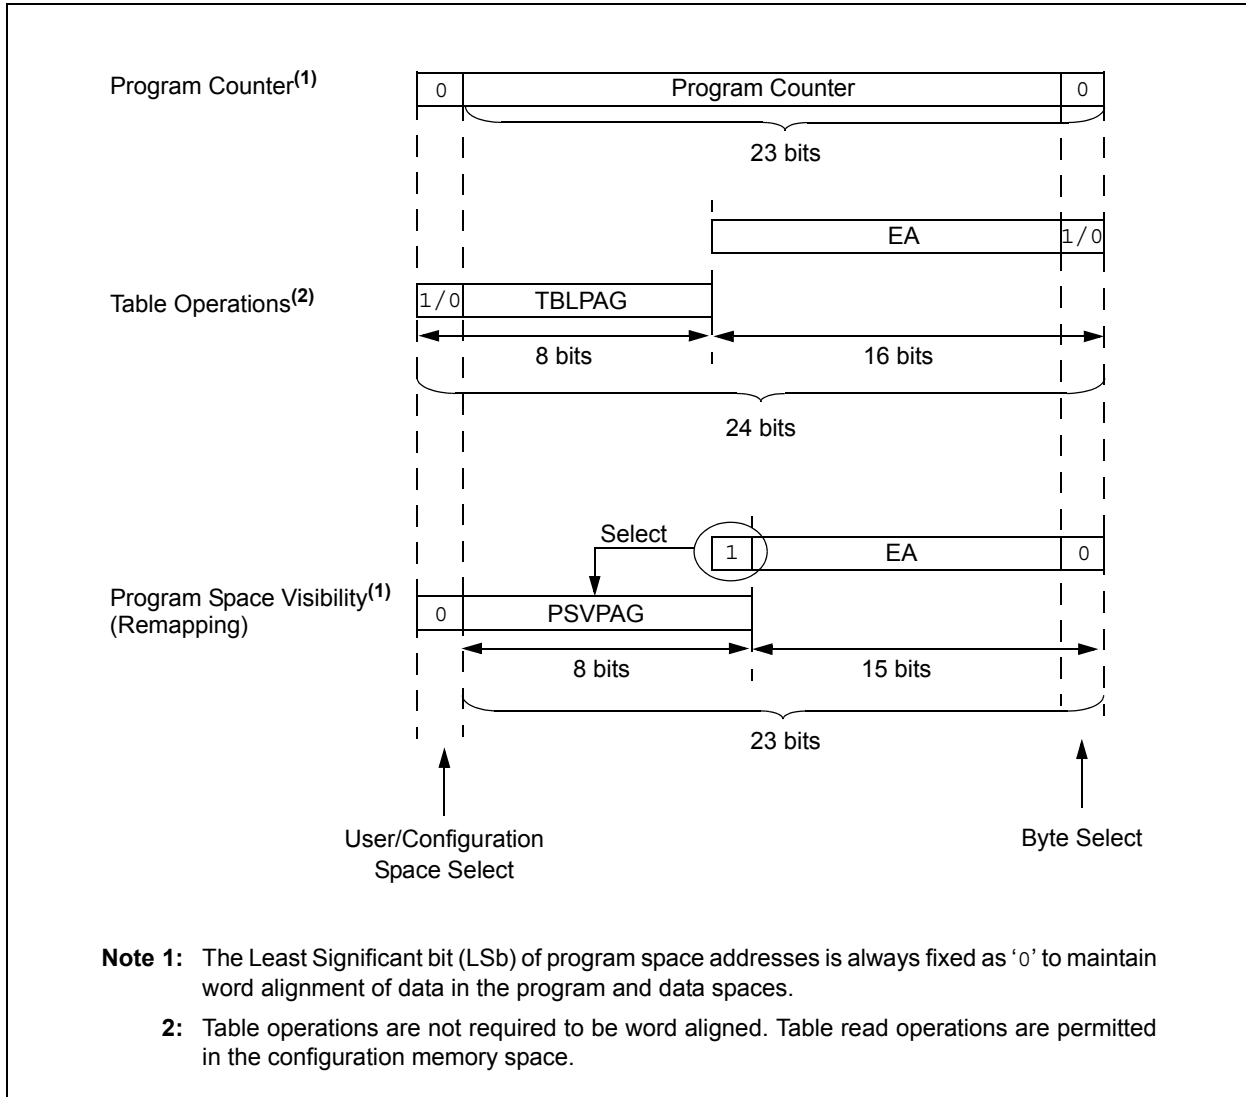 Program Counter(1)
0 Program Counter 0
23 bits
EA 1/0
Table Operations(2)
1/0 TBLPAG
8 bits 16 bits
24 bits
Select
1 EA 0
Program Space Visibility(1)
(Remapping)
0 PSVPAG
8 bits 15 bits
23 bits
User/Configuration
Space Select
Byte Select
Note 1: The Least Significant bit (LSb) of program space addresses is always fixed as ‘0’ to maintain
word alignment of data in the program and data spaces.
2: Table operations are not required to be word aligned. Table read operations are permitted
in the configuration memory space.